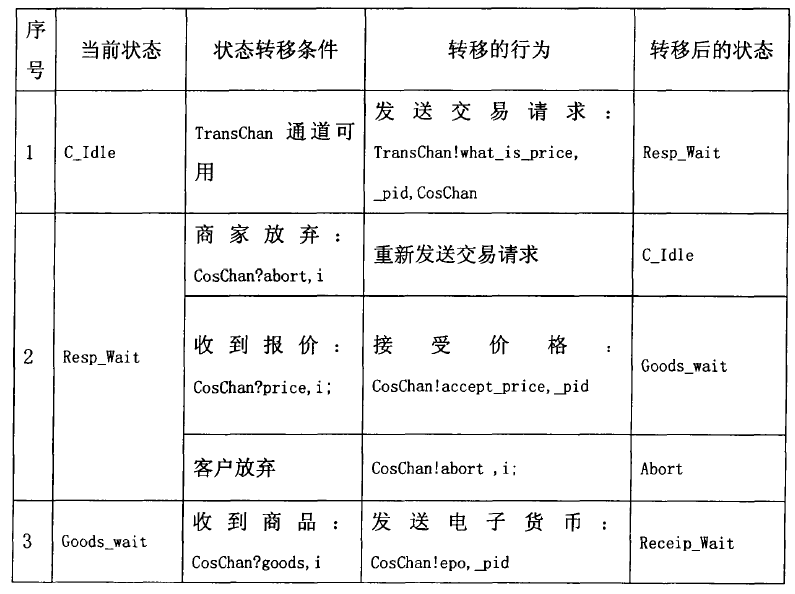 序号 当前状态 状态转移条件 转移的行为 转移后的状态
1 C_Idle TransChan 通道可用 发送交易请求：TransChan!what_is_price,_pid,CosChan Resp_Wait
2 Resp_Wait 商家放弃：CosChan?abort,i 重新发送交易请求 C_Idle
收到报价：CosChan?price,i; 接受价格：CosChan!accept_price,_pid Goods_wait
客户放弃 CosChan!abort ,i; Abort
3 Goods_wait 收到商品：CosChan?goods,i 发送电子货币：CosChan!epo,_pid Receip_Wait